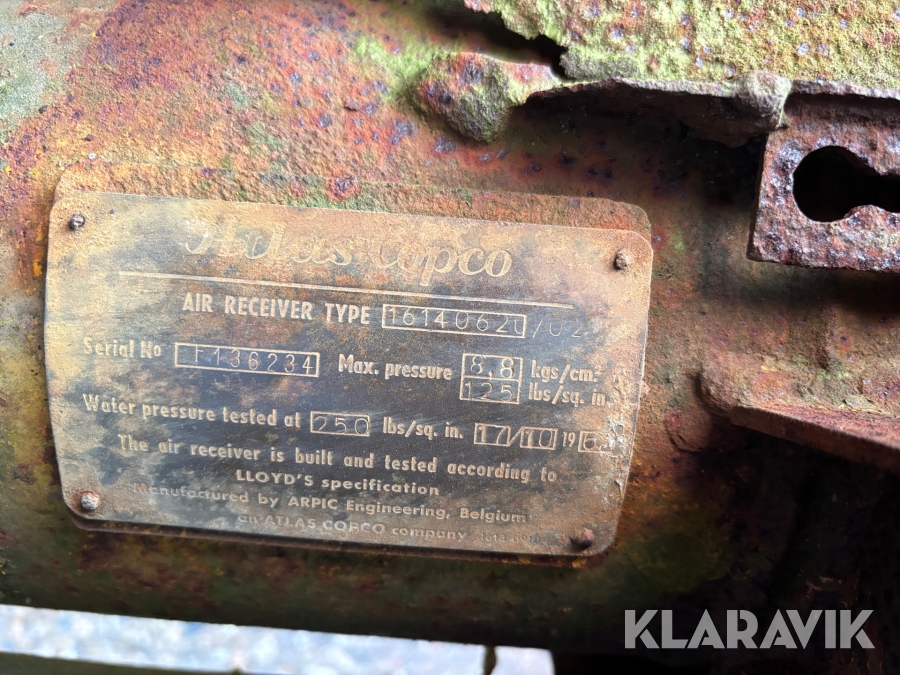 Atlas Copco
AIR RECEIVER TYPE 16140620/02
Serial No T136234 Max. pressure 8,8 kgs/cm²
125 lbs/sq. in.
Water pressure tested at 250 lbs/sq. in. 17/10 19
The air receiver is built and tested according to
LLOYD'S specification
Manufactured by ARPIC Engineering, Belgium
an ATLAS COPCO company
KLARAVIK